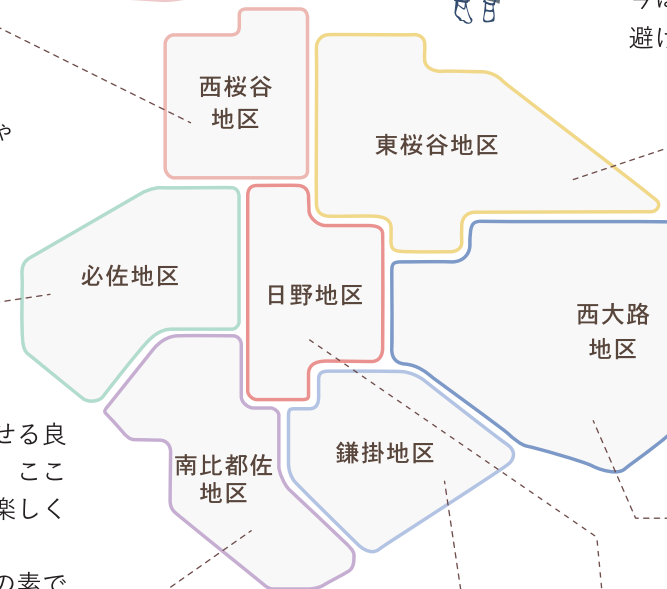 避け
西桜谷
地区
や
東桜谷地区
必佐地区
日野地区
西大路
地区
せる良
ここ
楽しく
鎌掛地区
南比都佐
地区
の素で